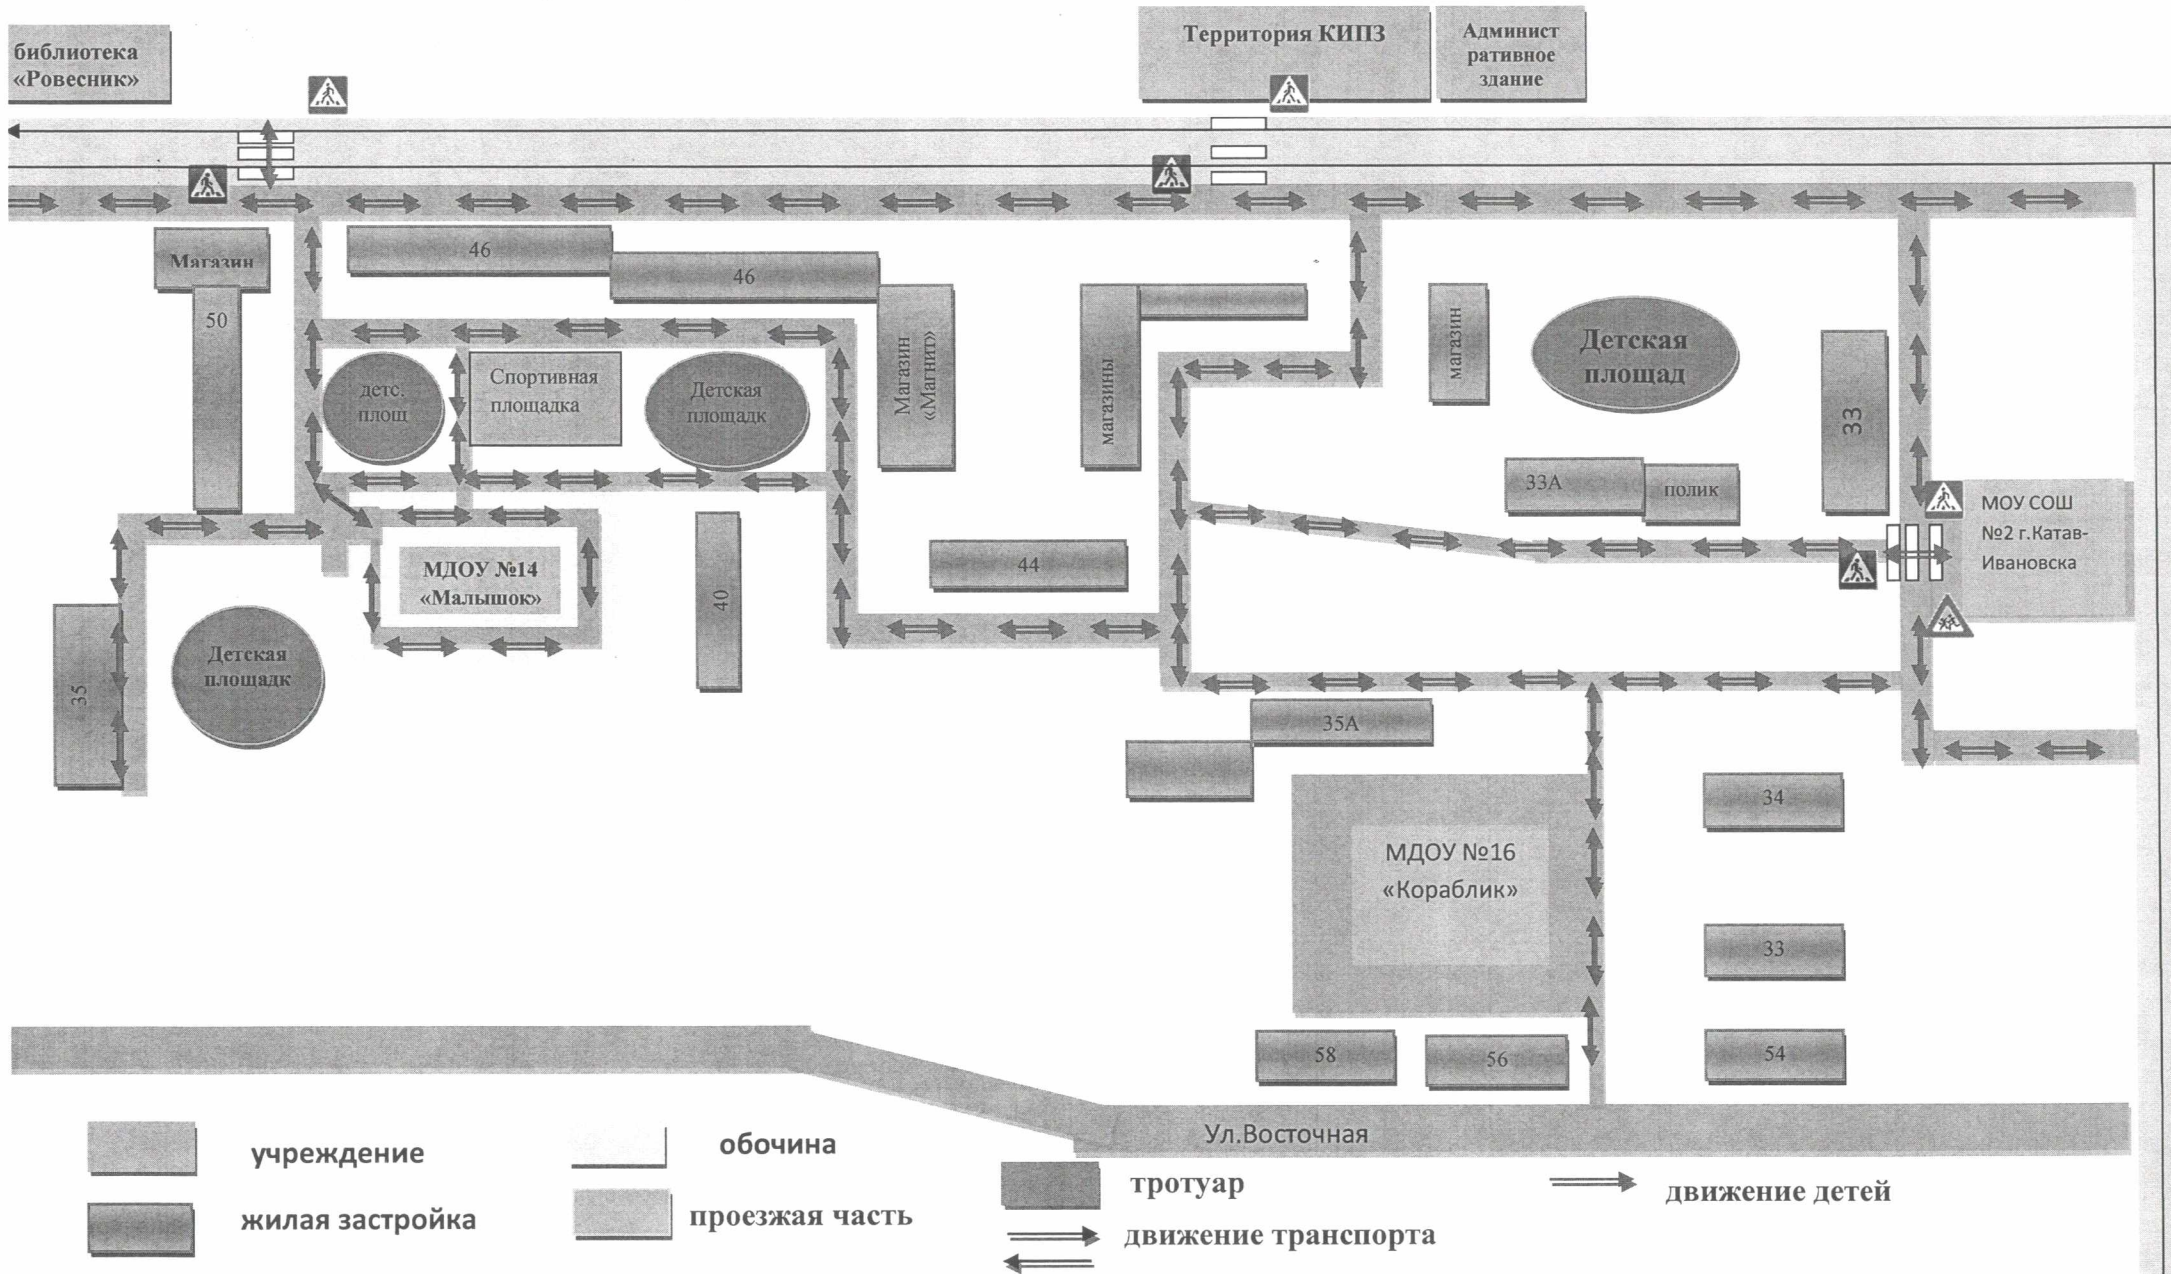 библиотека
«Ровесник»
Территория КИПЗ
Админист
ративное
здание
Магазин
50
46
46
Магазин
«Магнит»
магазины
магазин
Детская
площад
33
детс.
площ
Спортивная
площадка
Детская
площадк
33А
полик
МОУ СОШ
№2 г.Катав-
Ивановска
МДОУ №14
«Малышок»
40
44
35
Детская
площадк
35А
34
МДОУ №16
«Кораблик»
33
58
56
54
Ул.Восточная
учреждение
обочина
тротуар
движение детей
жилая застройка
проезжая часть
движение транспорта